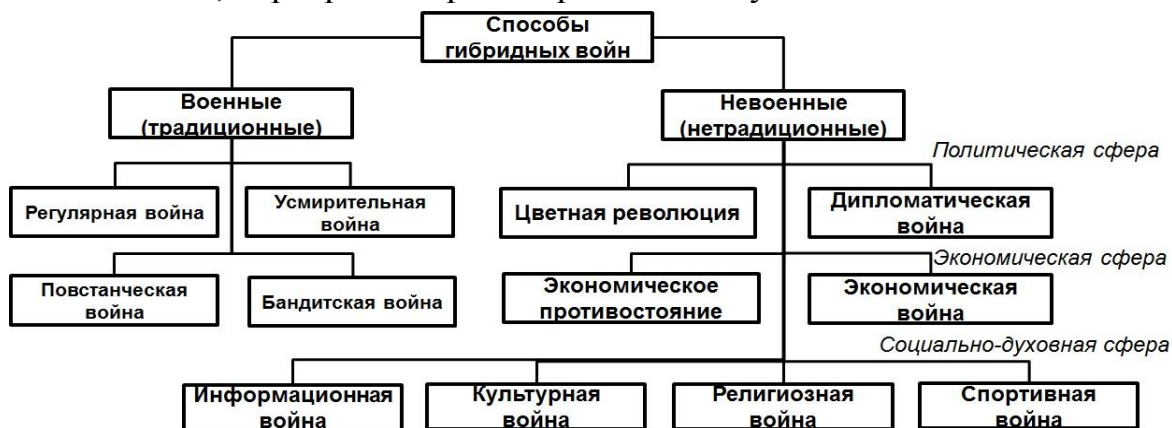 Способы
гибридных войн
Военные
(традиционные)
Невоенные
(нетрадиционные)
Политическая сфера
Регулярная война
Усмирительная
война
Цветная революция
Дипломатическая
война
Экономическая сфера
Повстанческая
война
Бандитская война
Экономическое
противостояние
Экономическая
война
Социально-духовная сфера
Информационная
война
Культурная
война
Религиозная
война
Спортивная
война